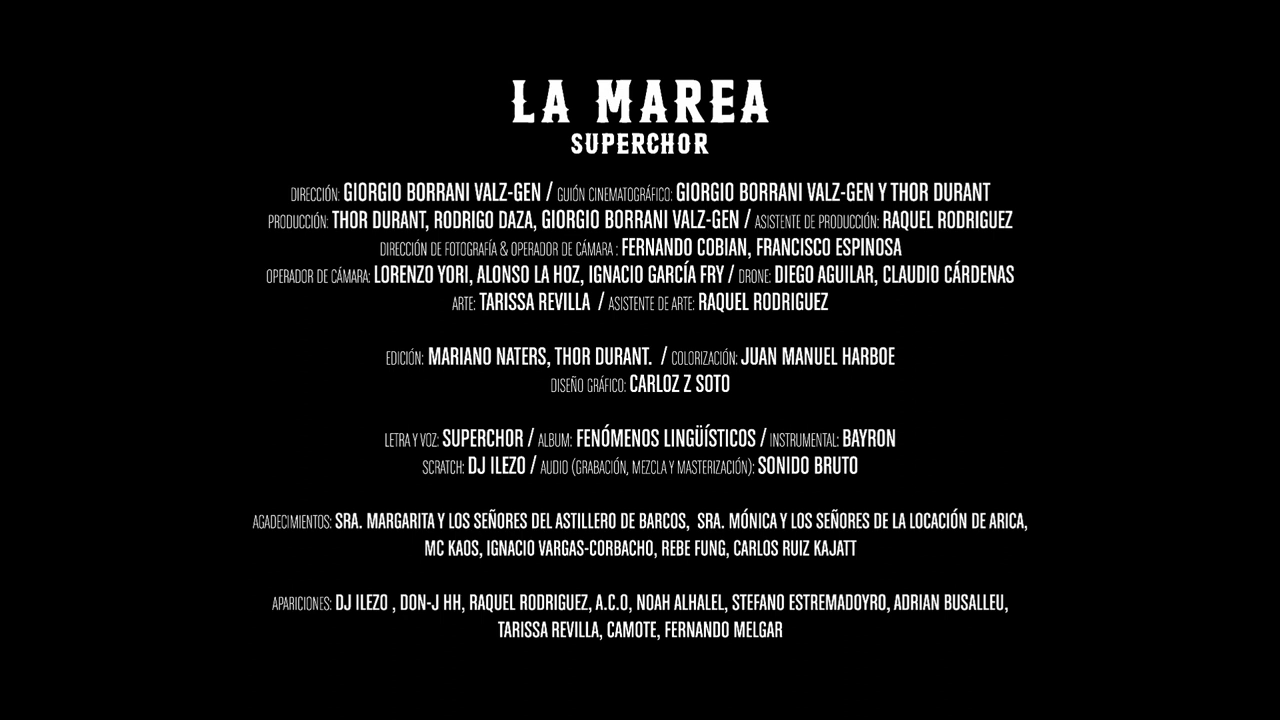 LA MAREA
SUPERCHOR
DIRECCIÓN: GIORGIO BORRANI VALZ-GEN / GUIÓN CINEMATOGRÁFICO: GIORGIO BORRANI VALZ-GEN Y THOR DURANT
PRODUCCIÓN: THOR DURANT, RODRIGO DAZA, GIORGIO BORRANI VALZ-GEN / ASISTENTE DE PRODUCCIÓN: RAQUEL RODRIGUEZ
DIRECCIÓN DE FOTOGRAFÍA & OPERADOR DE CÁMARA : FERNANDO COBIAN, FRANCISCO ESPINOSA
OPERADOR DE CÁMARA: LORENZO YORI, ALONSO LA HOZ, IGNACIO GARCÍA FRY / DRONE: DIEGO AGUILAR, CLAUDIO CÁRDENAS
ARTE: TARISSA REVILLA / ASISTENTE DE ARTE: RAQUEL RODRIGUEZ
EDICIÓN: MARIANO NATERS, THOR DURANT. / COLORIZACIÓN: JUAN MANUEL HARBOE
DISEÑO GRÁFICO: CARLOZ Z SOTO
LETRA Y VOZ: SUPERCHOR / ALBUM: FENÓMENOS LINGÜÍSTICOS / INSTRUMENTAL: BAYRON
SCRATCH: DJ ILEZO / AUDIO (GRABACIÓN, MEZCLA Y MASTERIZACIÓN): SONIDO BRUTO
AGADECIMIENTOS: SRA. MARGARITA Y LOS SEÑORES DEL ASTILLERO DE BARCOS, SRA. MÓNICA Y LOS SEÑORES DE LA LOCACIÓN DE ARICA,
MC KAOS, IGNACIO VARGAS-CORBACHO, REBE FUNG, CARLOS RUIZ KAJATT
APARICIONES: DJ ILEZO , DON-J HH, RAQUEL RODRIGUEZ, A.C.O, NOAH ALHALEL, STEFANO ESTREMADOYRO, ADRIAN BUSALLEU,
TARISSA REVILLA, CAMOTE, FERNANDO MELGAR